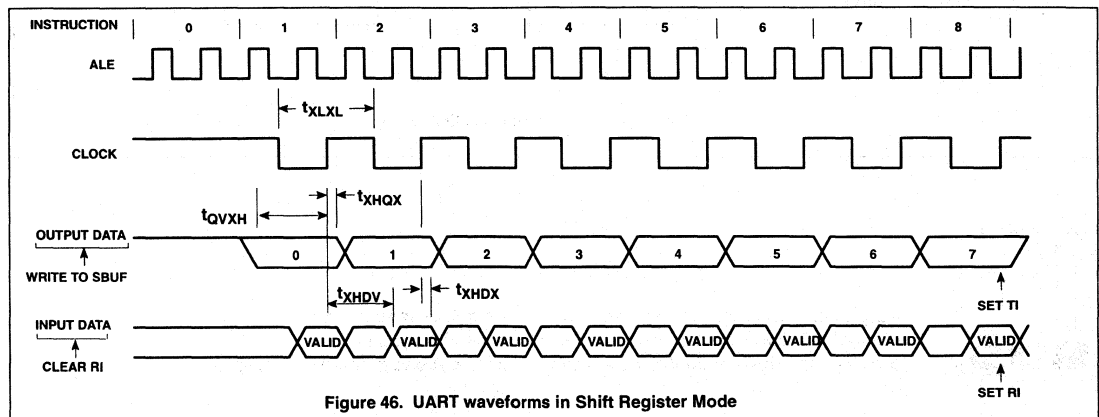 INSTRUCTION 0 1 2 3 4 5 6 7 8
ALE
tXLXL
CLOCK
tXHQX
tQVXH
OUTPUT DATA
0 1 2 3 4 5 6 7
WRITE TO SBUF
tXHDV
tXHDX
SET TI
INPUT DATA
VALID VALID VALID VALID VALID VALID VALID VALID
CLEAR RI
SET RI
Figure 46. UART waveforms in Shift Register Mode